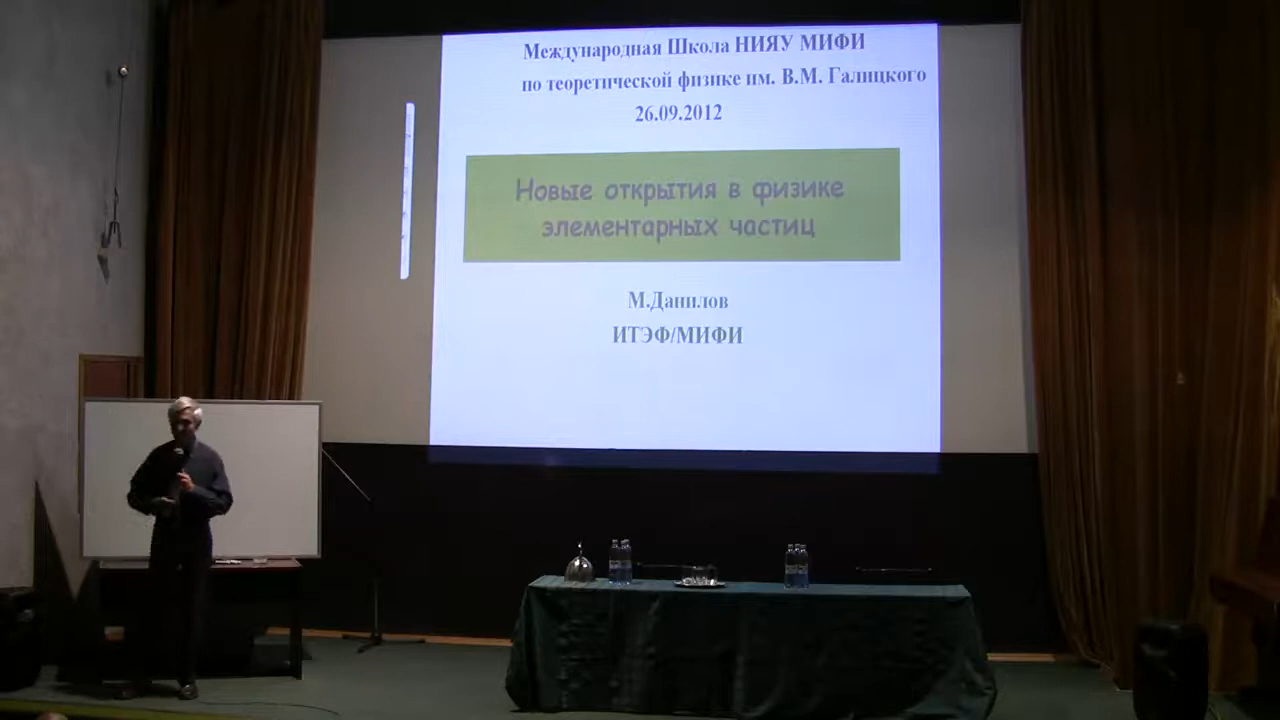 Международная Школа НИЯУ МИФИ
по теоретической физике им. В.М. Галицкого
26.09.2012
Новые открытия в физике
элементарных частиц
М.Данилов
ИТЭФ/МИФИ